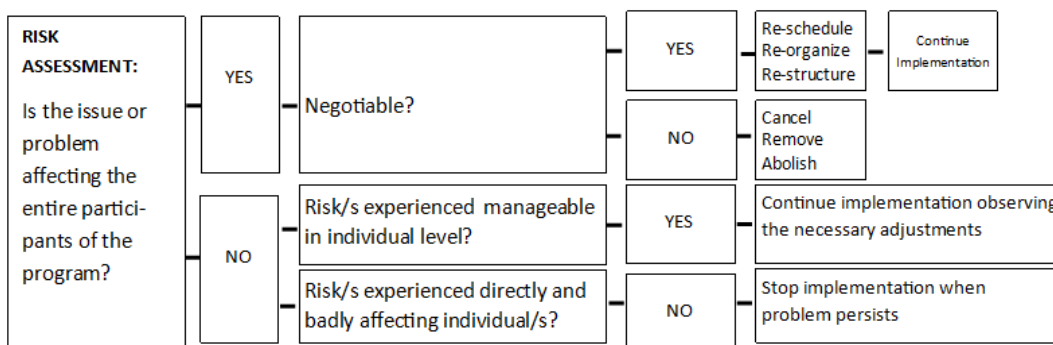 RISK
ASSESSMENT:
Is the issue or
problem
affecting the
entire partici-
pants of the
program?
YES
Negotiable?
YES
Re-schedule
Re-organize
Re-structure
Continue
Implementation
NO
Cancel
Remove
Abolish
NO
Risk/s experienced manageable
in individual level?
YES
Continue implementation observing
the necessary adjustments
Risk/s experienced directly and
badly affecting individual/s?
NO
Stop implementation when
problem persists